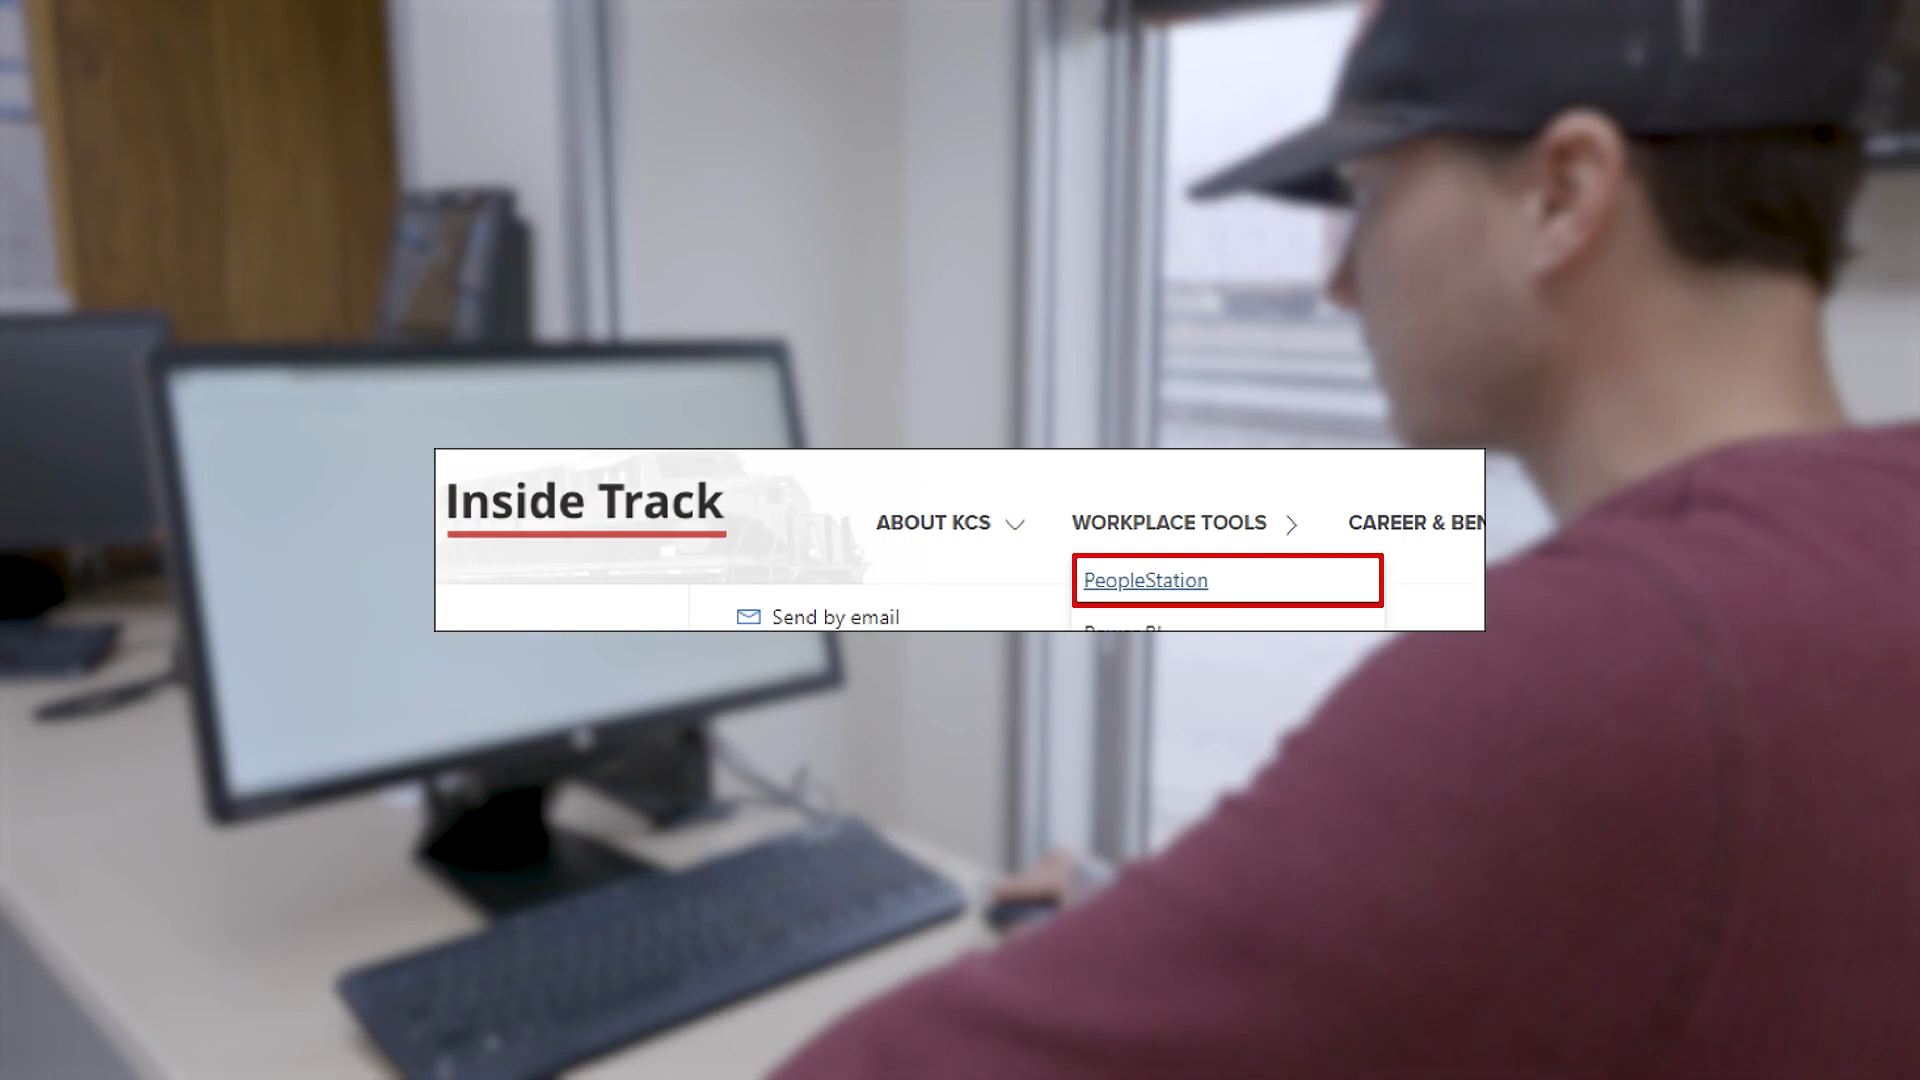 Inside Track
ABOUT KCS
WORKPLACE TOOLS
CAREER & BEN
PeopleStation
Send by email